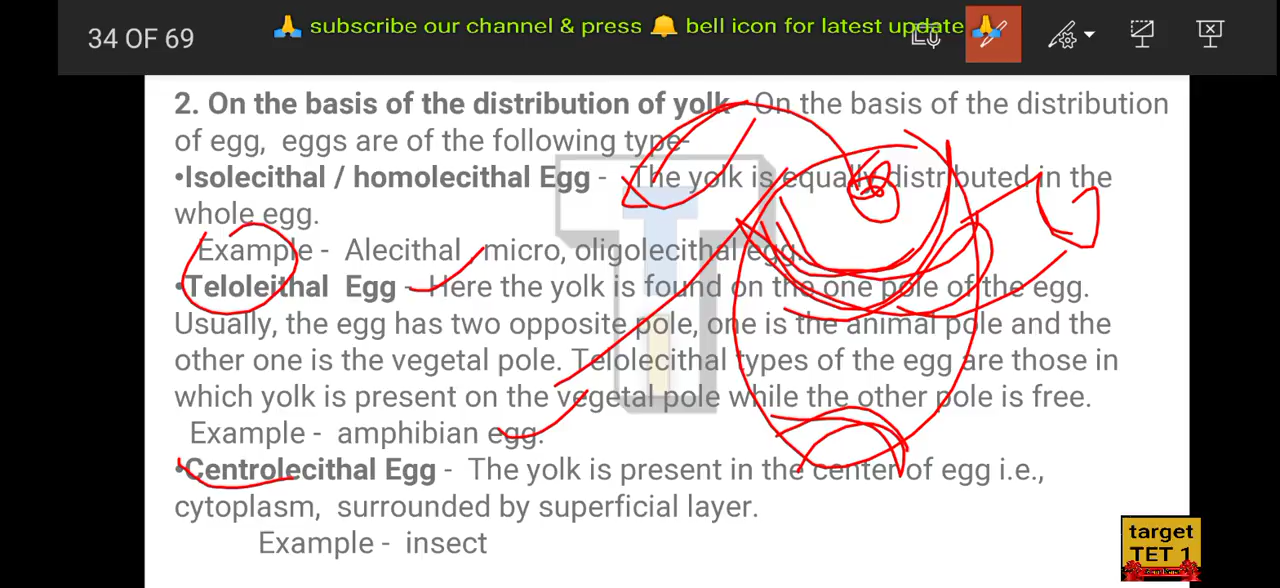 🙏 subscribe our channel & press 🔔 bell icon for latest update 🙏
34 OF 69
2. On the basis of the distribution of yolk - On the basis of the distribution
of egg, eggs are of the following type-
•Isolecithal / homolecithal Egg - The yolk is equally distributed in the
whole egg.
Example - Alecithal , micro, oligolecithal egg.
•Teloleithal Egg - Here the yolk is found on the one pole of the egg.
Usually, the egg has two opposite pole, one is the animal pole and the
other one is the vegetal pole. Telolecithal types of the egg are those in
which yolk is present on the vegetal pole while the other pole is free.
Example - amphibian egg.
•Centrolecithal Egg - The yolk is present in the center of egg i.e.,
cytoplasm, surrounded by superficial layer.
Example - insect
target
TET 1